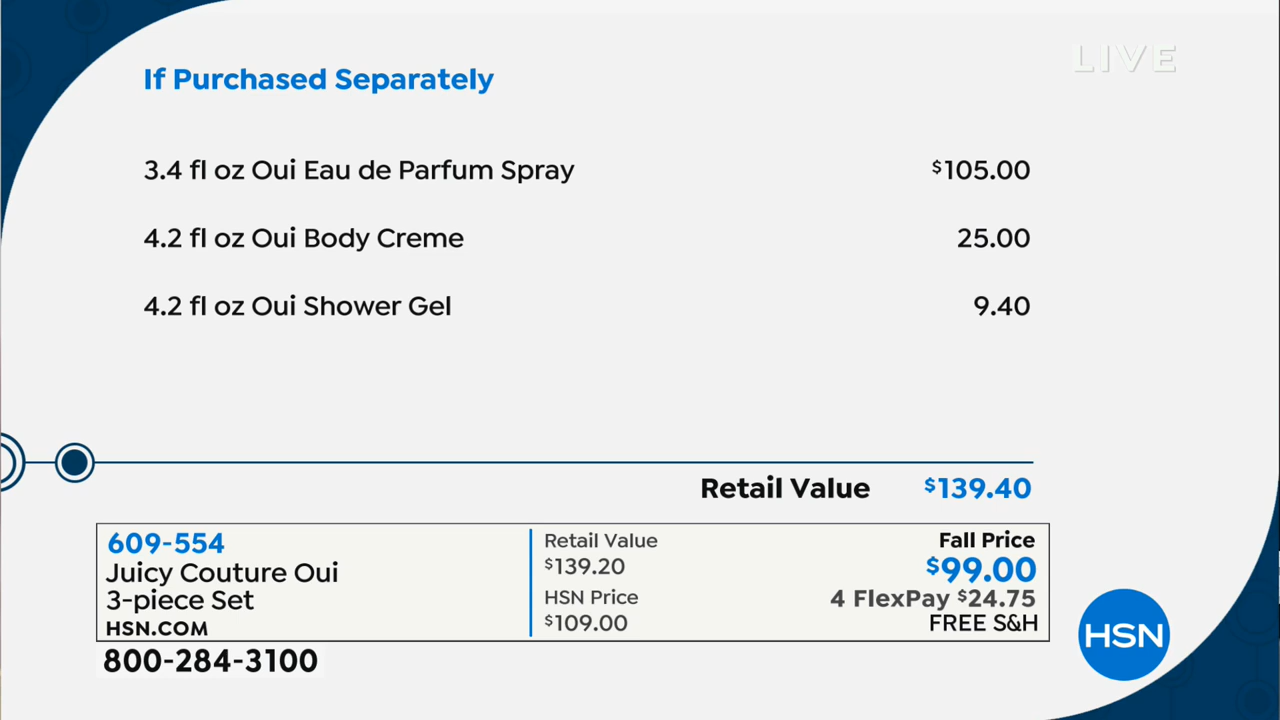 LIVE
If Purchased Separately
3.4 fl oz Oui Eau de Parfum Spray $105.00
4.2 fl oz Oui Body Creme 25.00
4.2 fl oz Oui Shower Gel 9.40
Retail Value $139.40
609-554
Juicy Couture Oui
3-piece Set
HSN.COM
Retail Value
$139.20
HSN Price
$109.00
Fall Price
$99.00
4 FlexPay $24.75
FREE S&H
800-284-3100
HSN